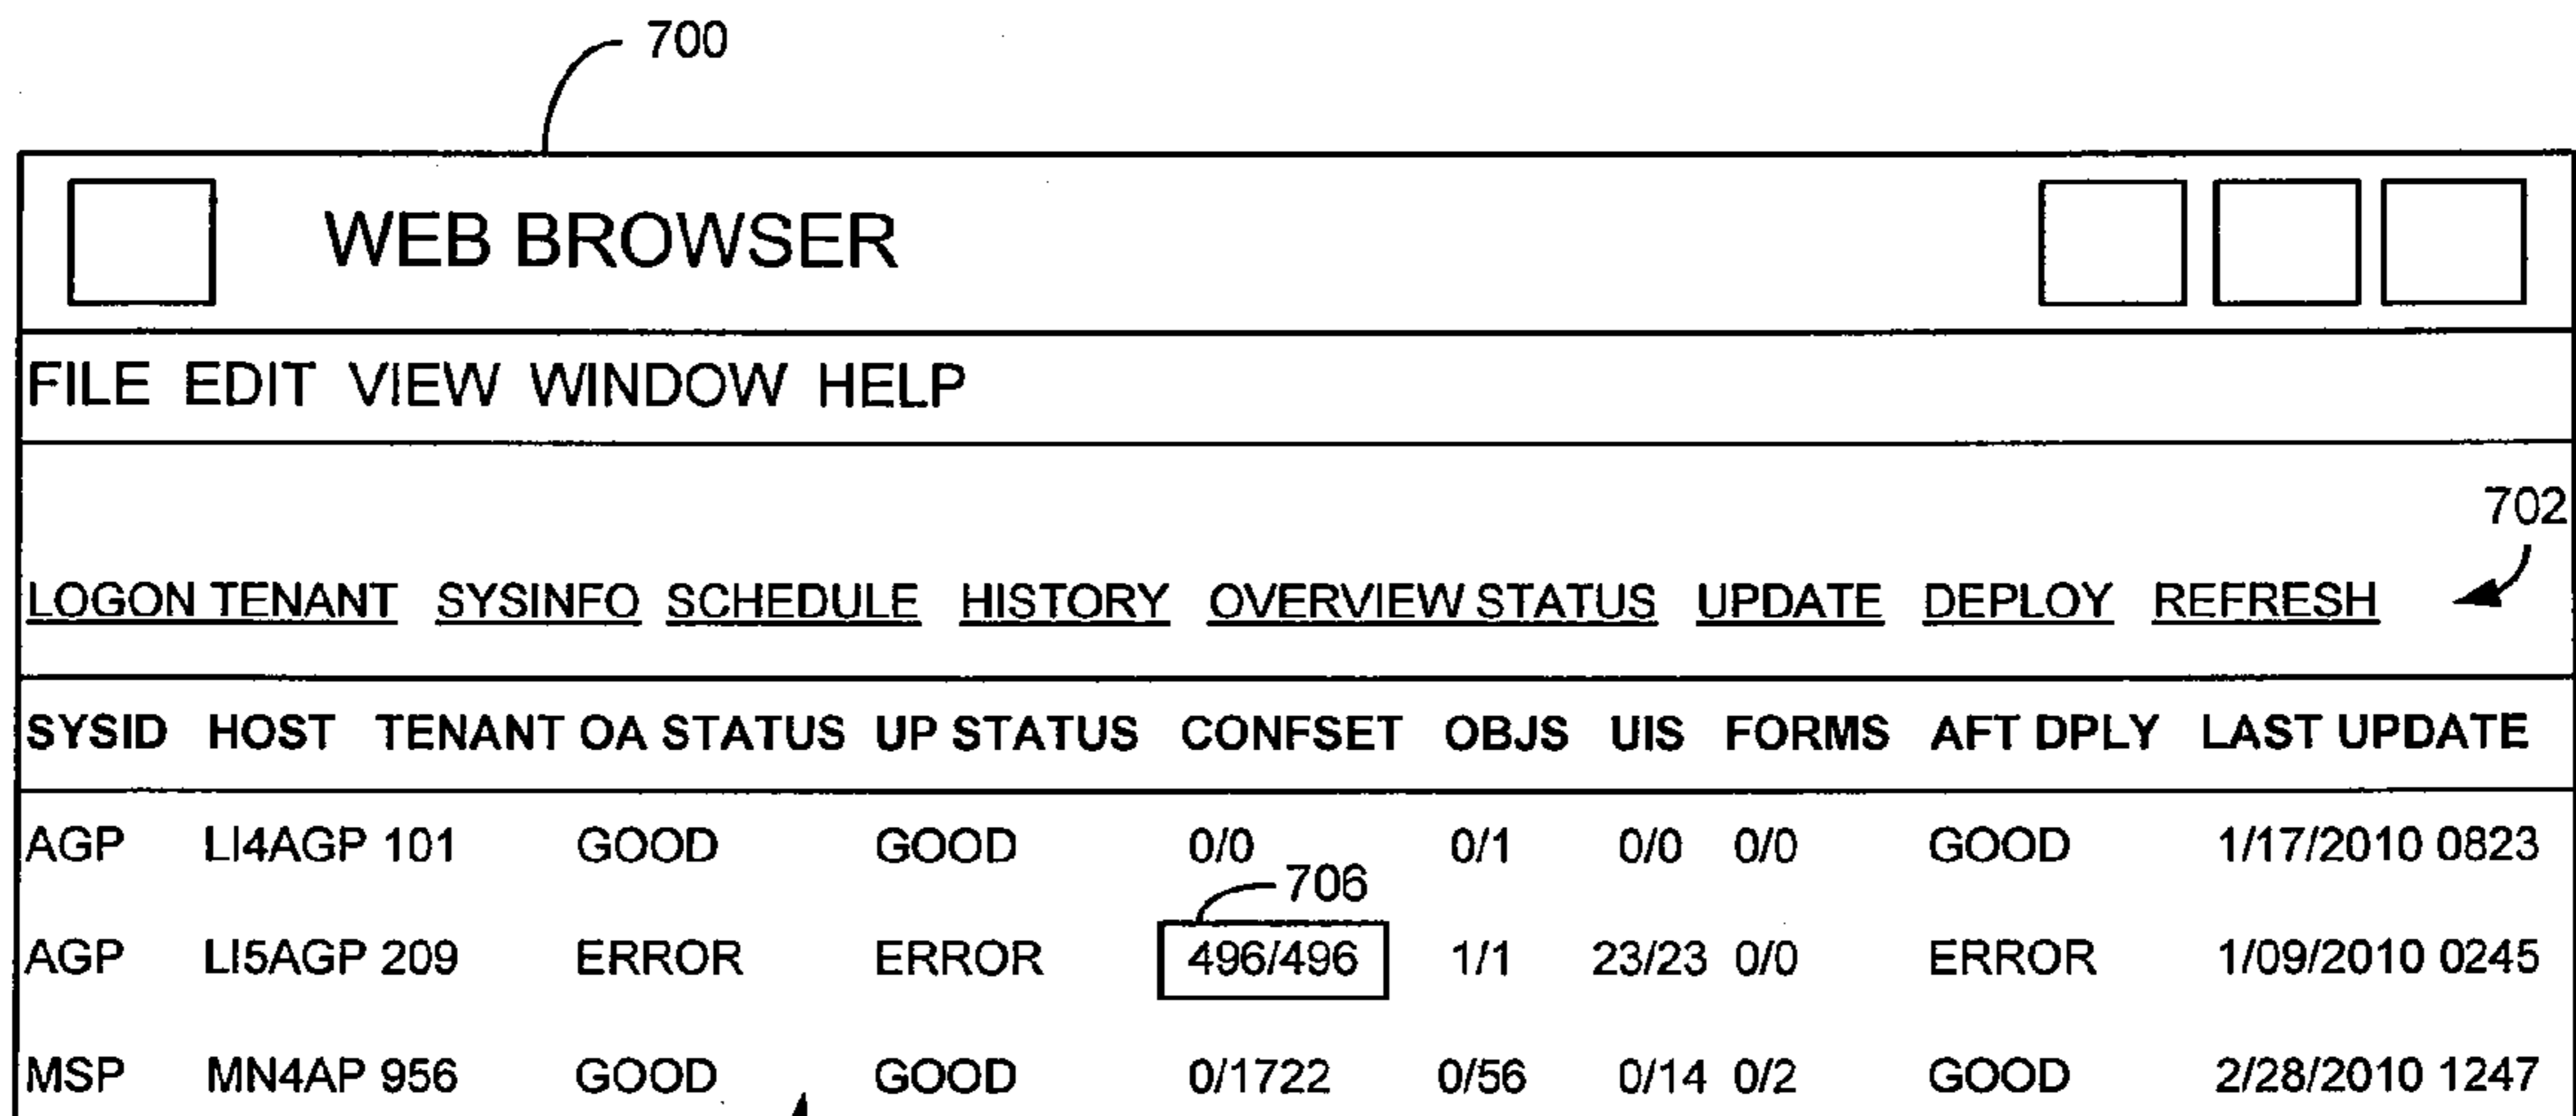 700
WEB BROWSER
FILE EDIT VIEW WINDOW HELP
702
LOGON TENANT SYSINFO SCHEDULE HISTORY OVERVIEW STATUS UPDATE DEPLOY REFRESH
SYSID HOST TENANT OA STATUS UP STATUS CONFSET OBJS UIS FORMS AFT DPLY LAST UPDATE
AGP LI4AGP 101 GOOD GOOD 0/0 0/1 0/0 0/0 GOOD 1/17/2010 0823
706
AGP LI5AGP 209 ERROR ERROR 496/496 1/1 23/23 0/0 ERROR 1/09/2010 0245
MSP MN4AP 956 GOOD GOOD 0/1722 0/56 0/14 0/2 GOOD 2/28/2010 1247